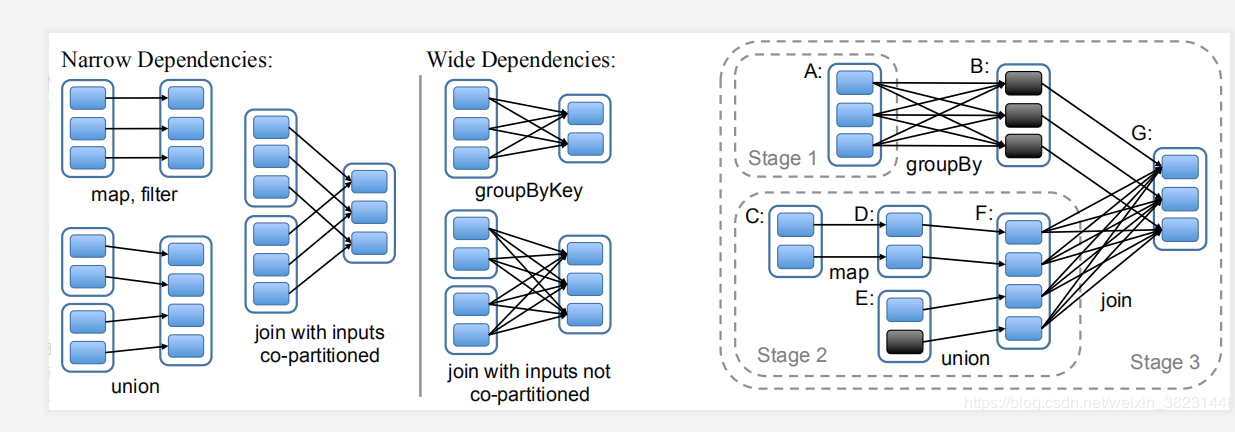 Narrow Dependencies:
map, filter
union
join with inputs
co-partitioned
Wide Dependencies:
groupByKey
join with inputs not
co-partitioned
A:
B:
Stage 1
groupBy
G:
C:
D:
F:
map
E:
join
Stage 2
union
Stage 3
https://blog.csdn.net/weixin_3823144